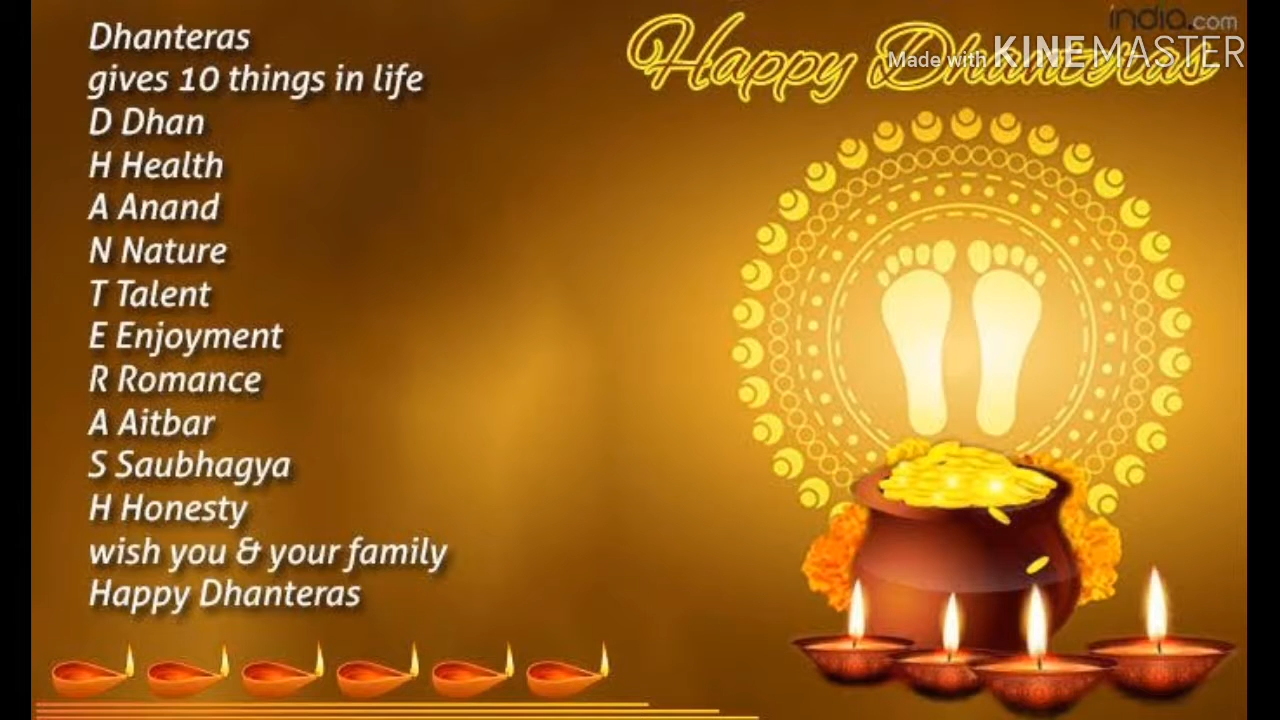 Dhanteras
gives 10 things in life
D Dhan
H Health
A Anand
N Nature
T Talent
E Enjoyment
R Romance
A Aitbar
S Saubhagya
H Honesty
wish you & your family
Happy Dhanteras
india.com
Happy Dhanteras
Made with KINEMASTER